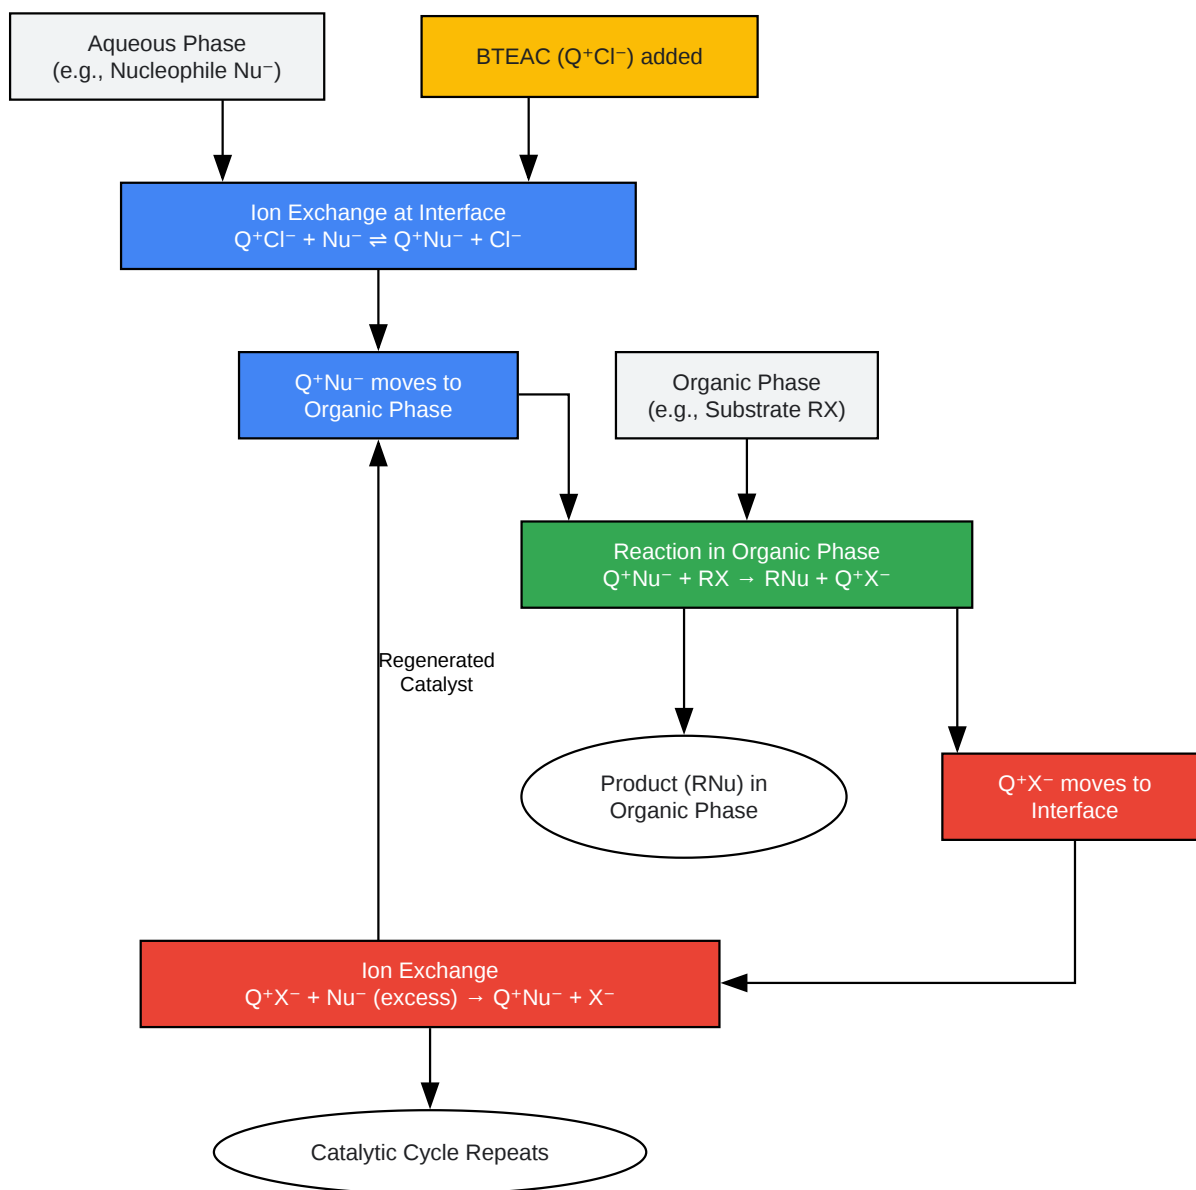 Aqueous Phase
(e.g., Nucleophile Nu⁻)
BTEAC (Q⁺Cl⁻) added
Ion Exchange at Interface
Q⁺Cl⁻ + Nu⁻ ⇌ Q⁺Nu⁻ + Cl⁻
Q⁺Nu⁻ moves to
Organic Phase
Organic Phase
(e.g., Substrate RX)
Reaction in Organic Phase
Q⁺Nu⁻ + RX → RNu + Q⁺X⁻
Regenerated
Catalyst
Product (RNu) in
Organic Phase
Q⁺X⁻ moves to
Interface
Ion Exchange
Q⁺X⁻ + Nu⁻ (excess) → Q⁺Nu⁻ + X⁻
Catalytic Cycle Repeats